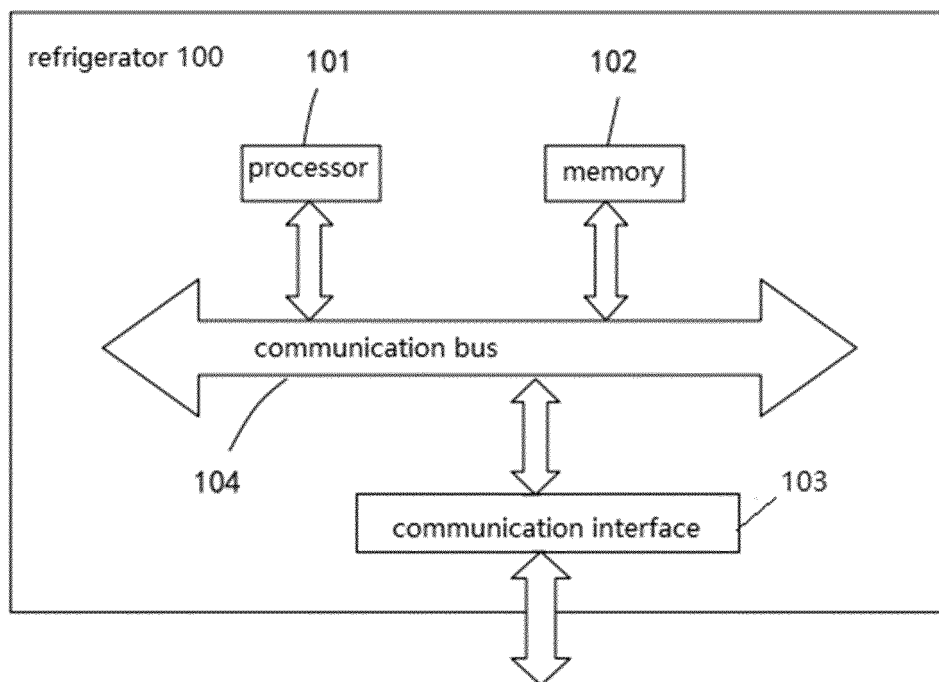 refrigerator 100
101
102
processor
memory
communication bus
104
103
communication interface